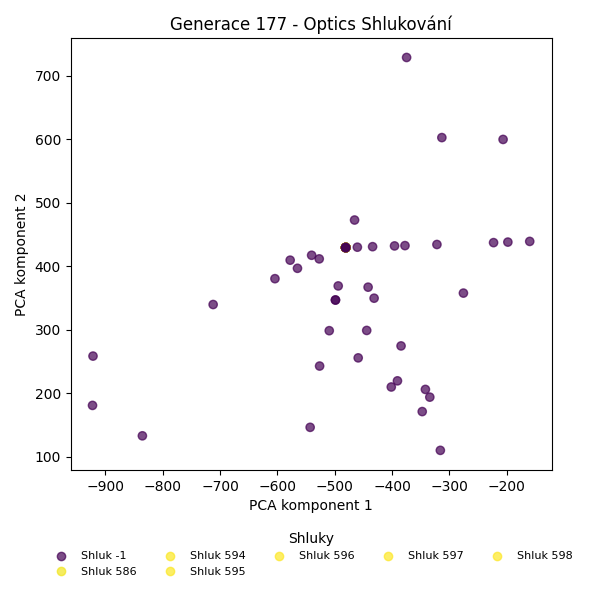 Generace 177 - Optics Shlukování
PCA komponent 2
700
600
500
400
300
200
100
−900 −800 −700 −600 −500 −400 −300 −200
PCA komponent 1
Shluky
Shluk -1 Shluk 594 Shluk 596 Shluk 597 Shluk 598
Shluk 586 Shluk 595